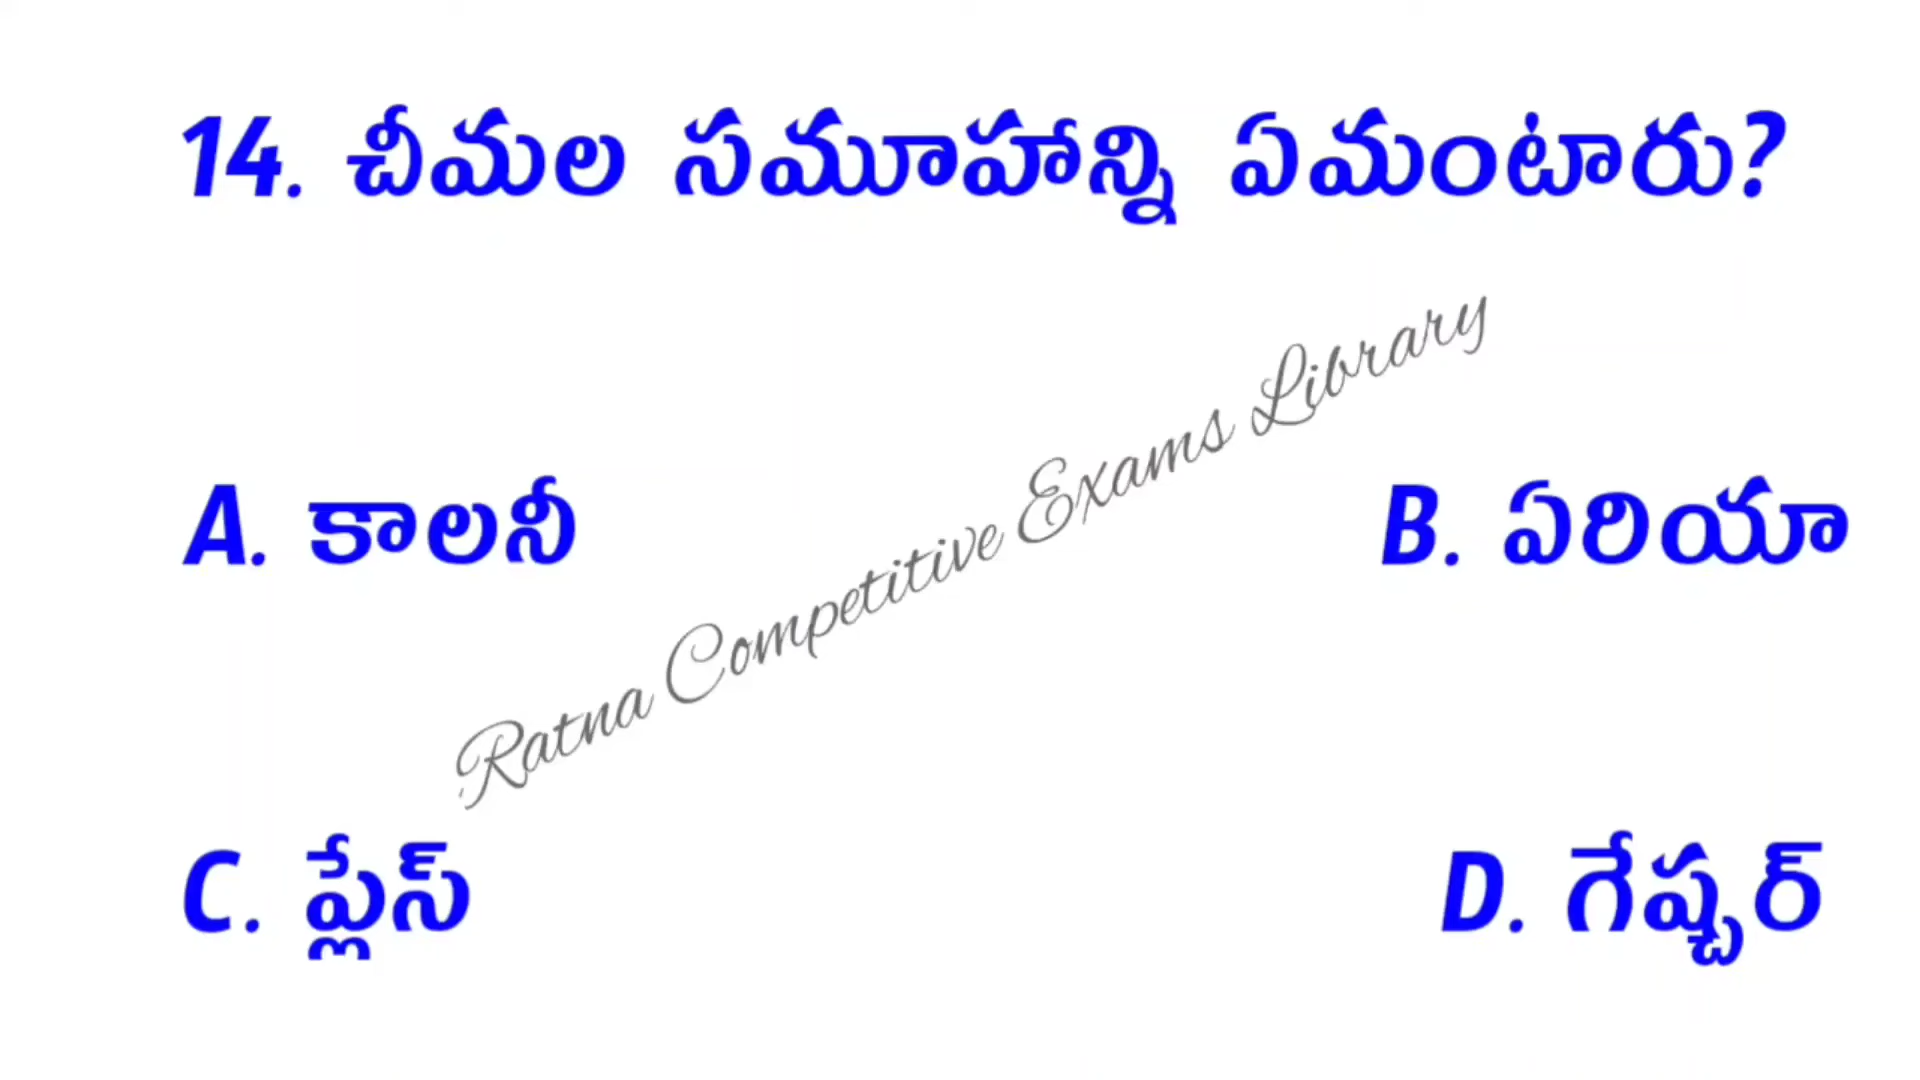 14. చీమల సమూహాన్ని ఏమంటారు?
A. కాలనీ
B. ఏరియా
Ratna Competitive Exams Library
C. ప్లేస్
D. గేష్చర్